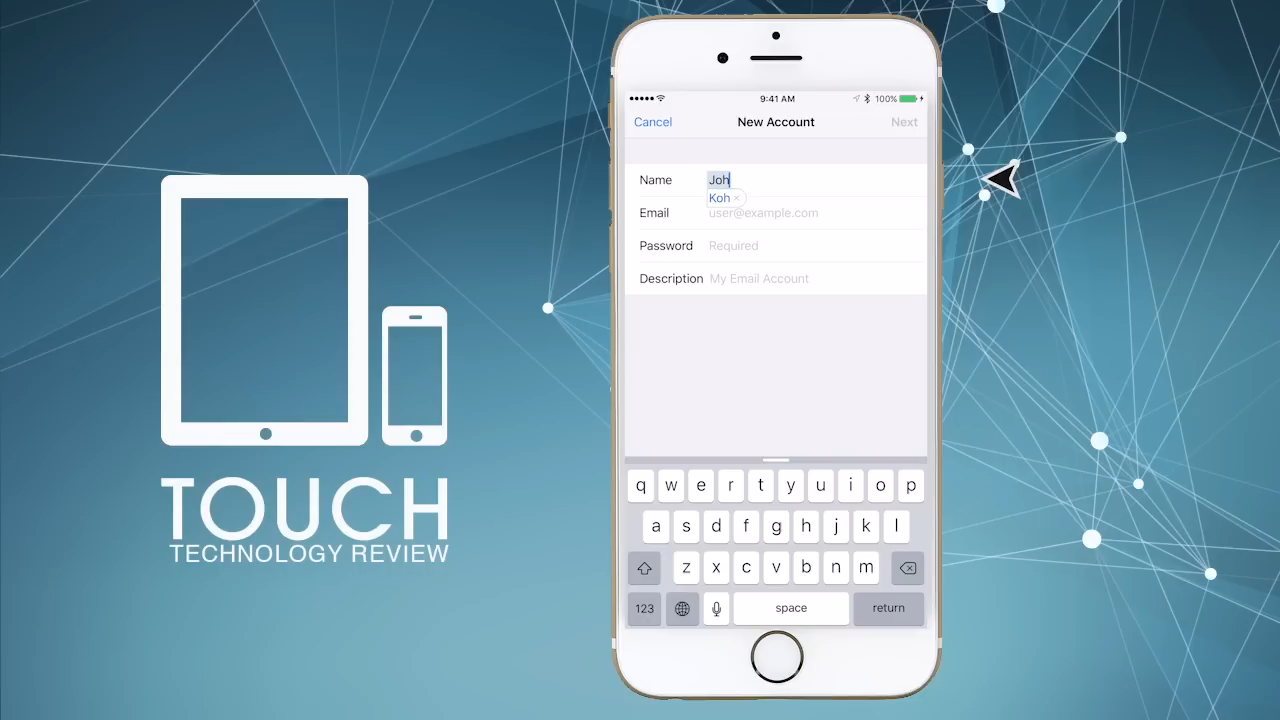 9:41 AM
100%
Cancel
New Account
Next
Name
Joh
Koh ×
Email
user@example.com
Password
Required
Description
My Email Account
q w e r t y u i o p
a s d f g h j k l
z x c v b n m
123
space
return
TOUCH
TECHNOLOGY REVIEW